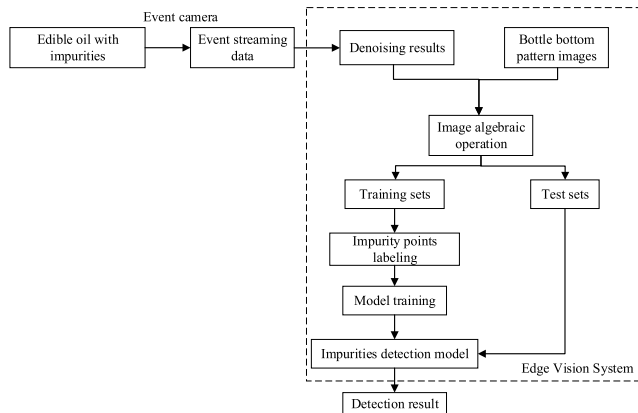 Event camera
Edible oil with
impurities
Event streaming
data
Denoising results
Bottle bottom
pattern images
Image algebraic
operation
Training sets
Test sets
Impurity points
labeling
Model training
Impurities detection model
Edge Vision System
Detection result